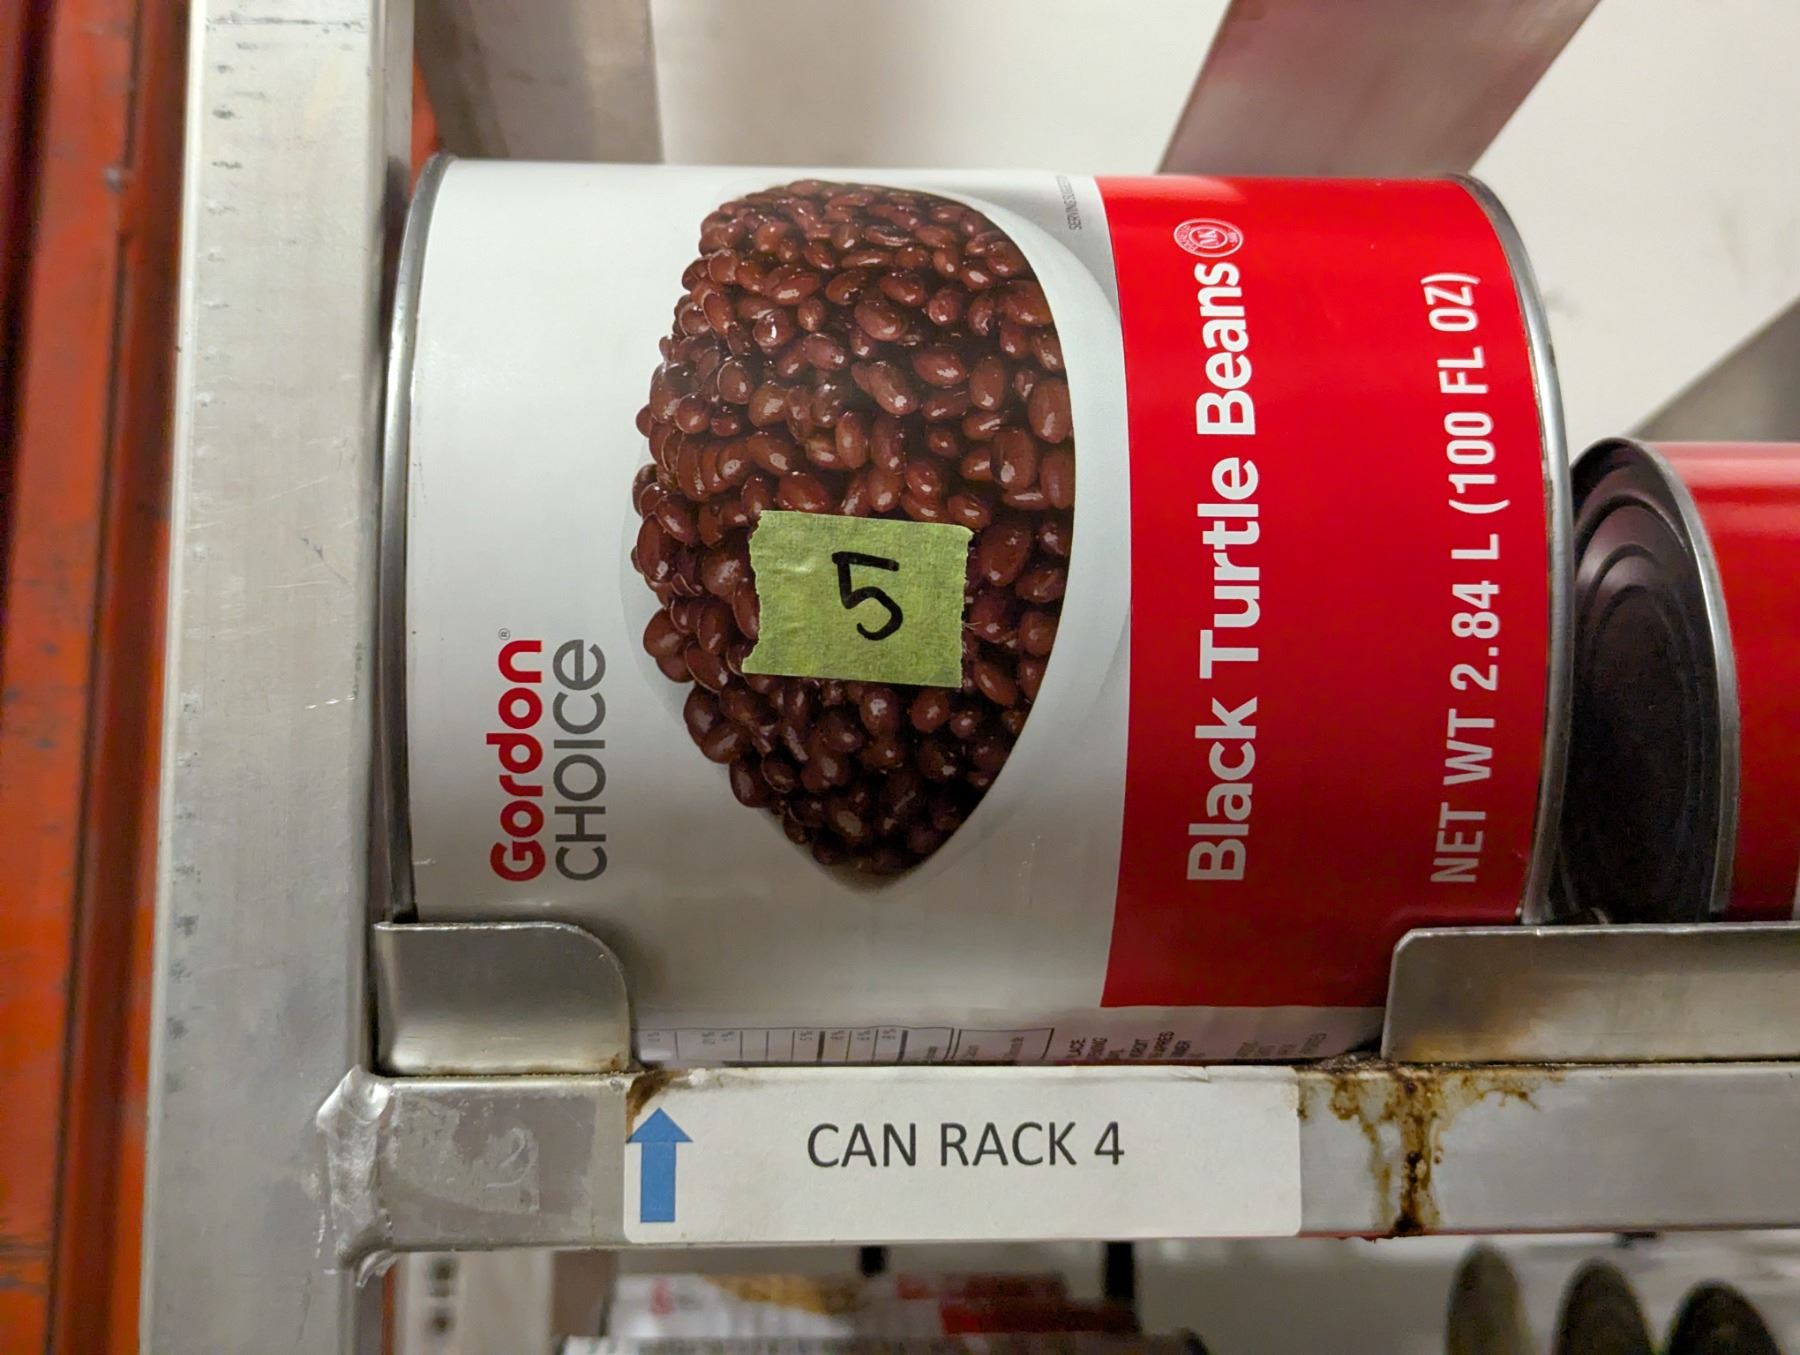 Gordon®
CHOICE
5
Black Turtle Beans
NET WT 2.84 L (100 FL OZ)
CAN RACK 4